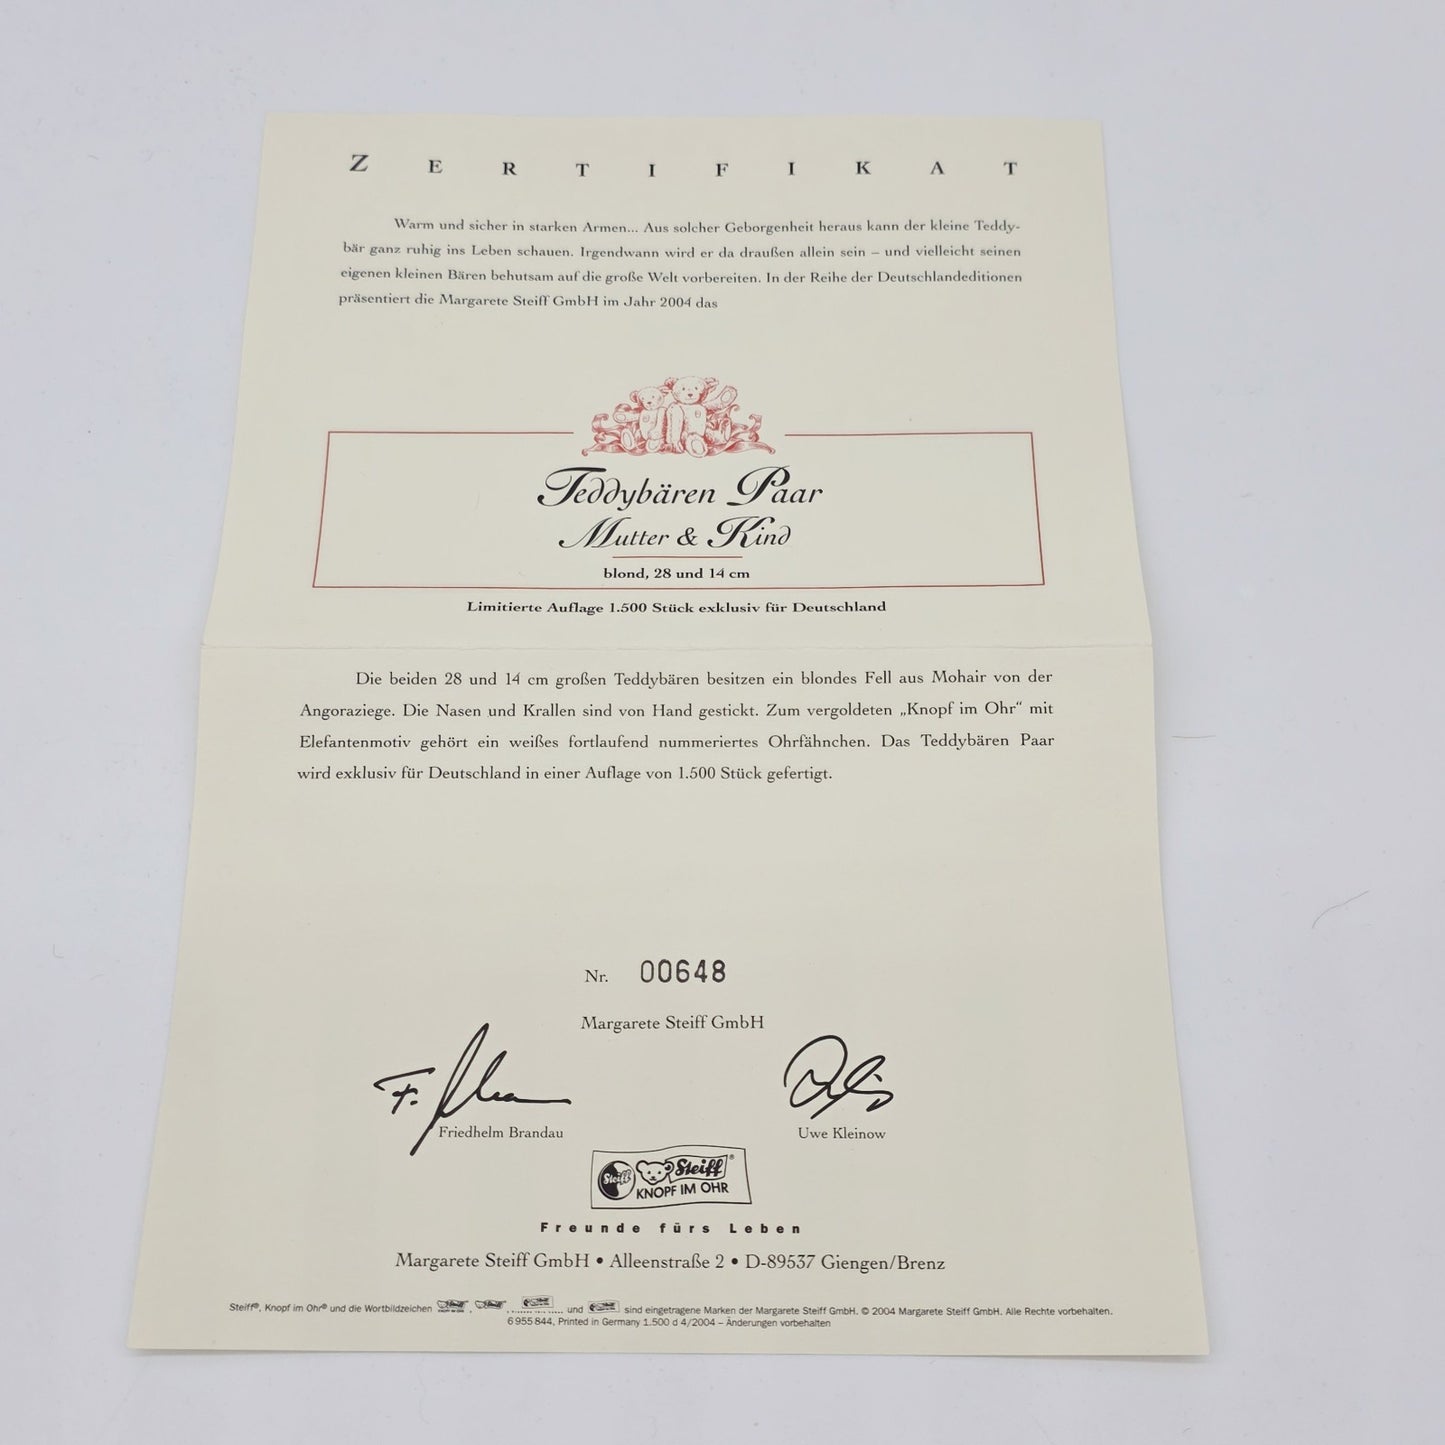 ZERTIFIKAT
Warm und sicher in starken Armen... Aus solcher Geborgenheit heraus kann der kleine Teddy-
bär ganz ruhig ins Leben schauen. Irgendwann wird er da draußen allein sein – und vielleicht seinen
eigenen kleinen Bären behutsam auf die große Welt vorbereiten. In der Reihe der Deutschlandeditionen
präsentiert die Margarete Steiff GmbH im Jahr 2004 das
Teddybären Paar
Mutter & Kind
blond, 28 und 14 cm
Limitierte Auflage 1.500 Stück exklusiv für Deutschland
Die beiden 28 und 14 cm großen Teddybären besitzen ein blondes Fell aus Mohair von der
Angoraziege. Die Nasen und Krallen sind von Hand gestickt. Zum vergoldeten „Knopf im Ohr“ mit
Elefantenmotiv gehört ein weißes fortlaufend nummeriertes Ohrfähnchen. Das Teddybären Paar
wird exklusiv für Deutschland in einer Auflage von 1.500 Stück gefertigt.
Nr. 00648
Margarete Steiff GmbH
F.
Friedhelm Brandau Uwe Kleinow
Steiff Steiff®
KNOPF IM OHR
Freunde fürs Leben
Margarete Steiff GmbH • Alleenstraße 2 • D-89537 Giengen/Brenz
Steiff®, Knopf im Ohr® und die Wortbildzeichen , , und sind eingetragene Marken der Margarete Steiff GmbH. © 2004 Margarete Steiff GmbH. Alle Rechte vorbehalten.
6 955 844, Printed in Germany 1.500 d 4/2004 – Änderungen vorbehalten